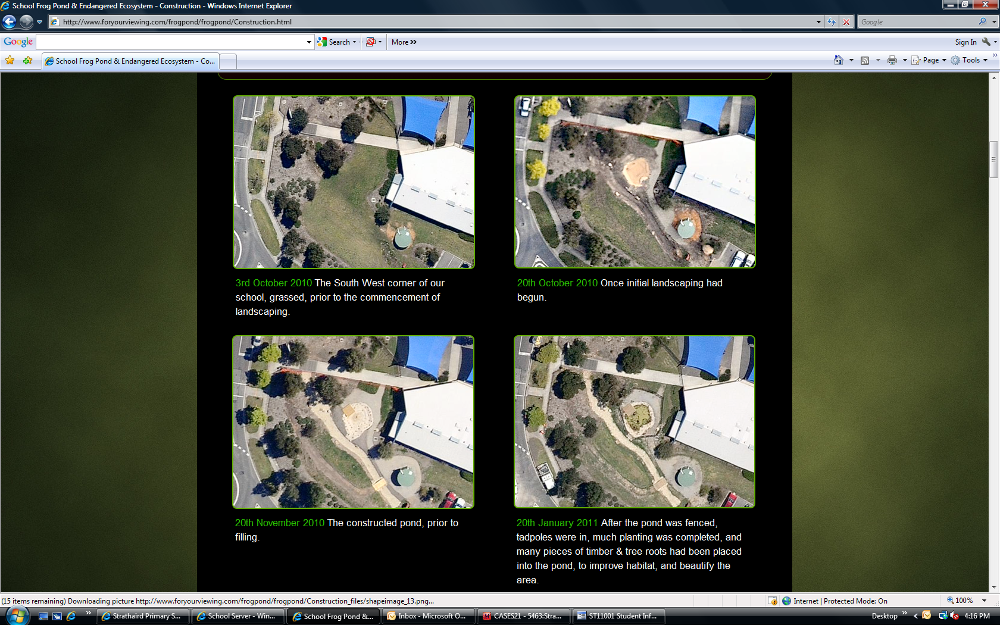 School Frog Pond & Endangered Ecosystem - Construction - Windows Internet Explorer
http://www.foryourviewing.com/frogpond/frogpond/Construction.html
Google
Google
Search
More »
Sign In
School Frog Pond & Endangered Ecosystem - Co...
Page
Tools
3rd October 2010 The South West corner of our
school, grassed, prior to the commencement of
landscaping.
20th October 2010 Once initial landscaping had
begun.
20th November 2010 The constructed pond, prior to
filling.
20th January 2011 After the pond was fenced,
tadpoles were in, much planting was completed, and
many pieces of timber & tree roots had been placed
into the pond, to improve habitat, and beautify the
area.
(15 items remaining) Downloading picture http://www.foryourviewing.com/frogpond/frogpond/Construction_files/shapeimage_13.png...
Internet | Protected Mode: On
100%
Strathaird Primary S...
School Server - Win...
School Frog Pond &...
Inbox - Microsoft O...
CASES21 - 5463:Stra...
ST11001 Student Inf...
Desktop
4:16 PM